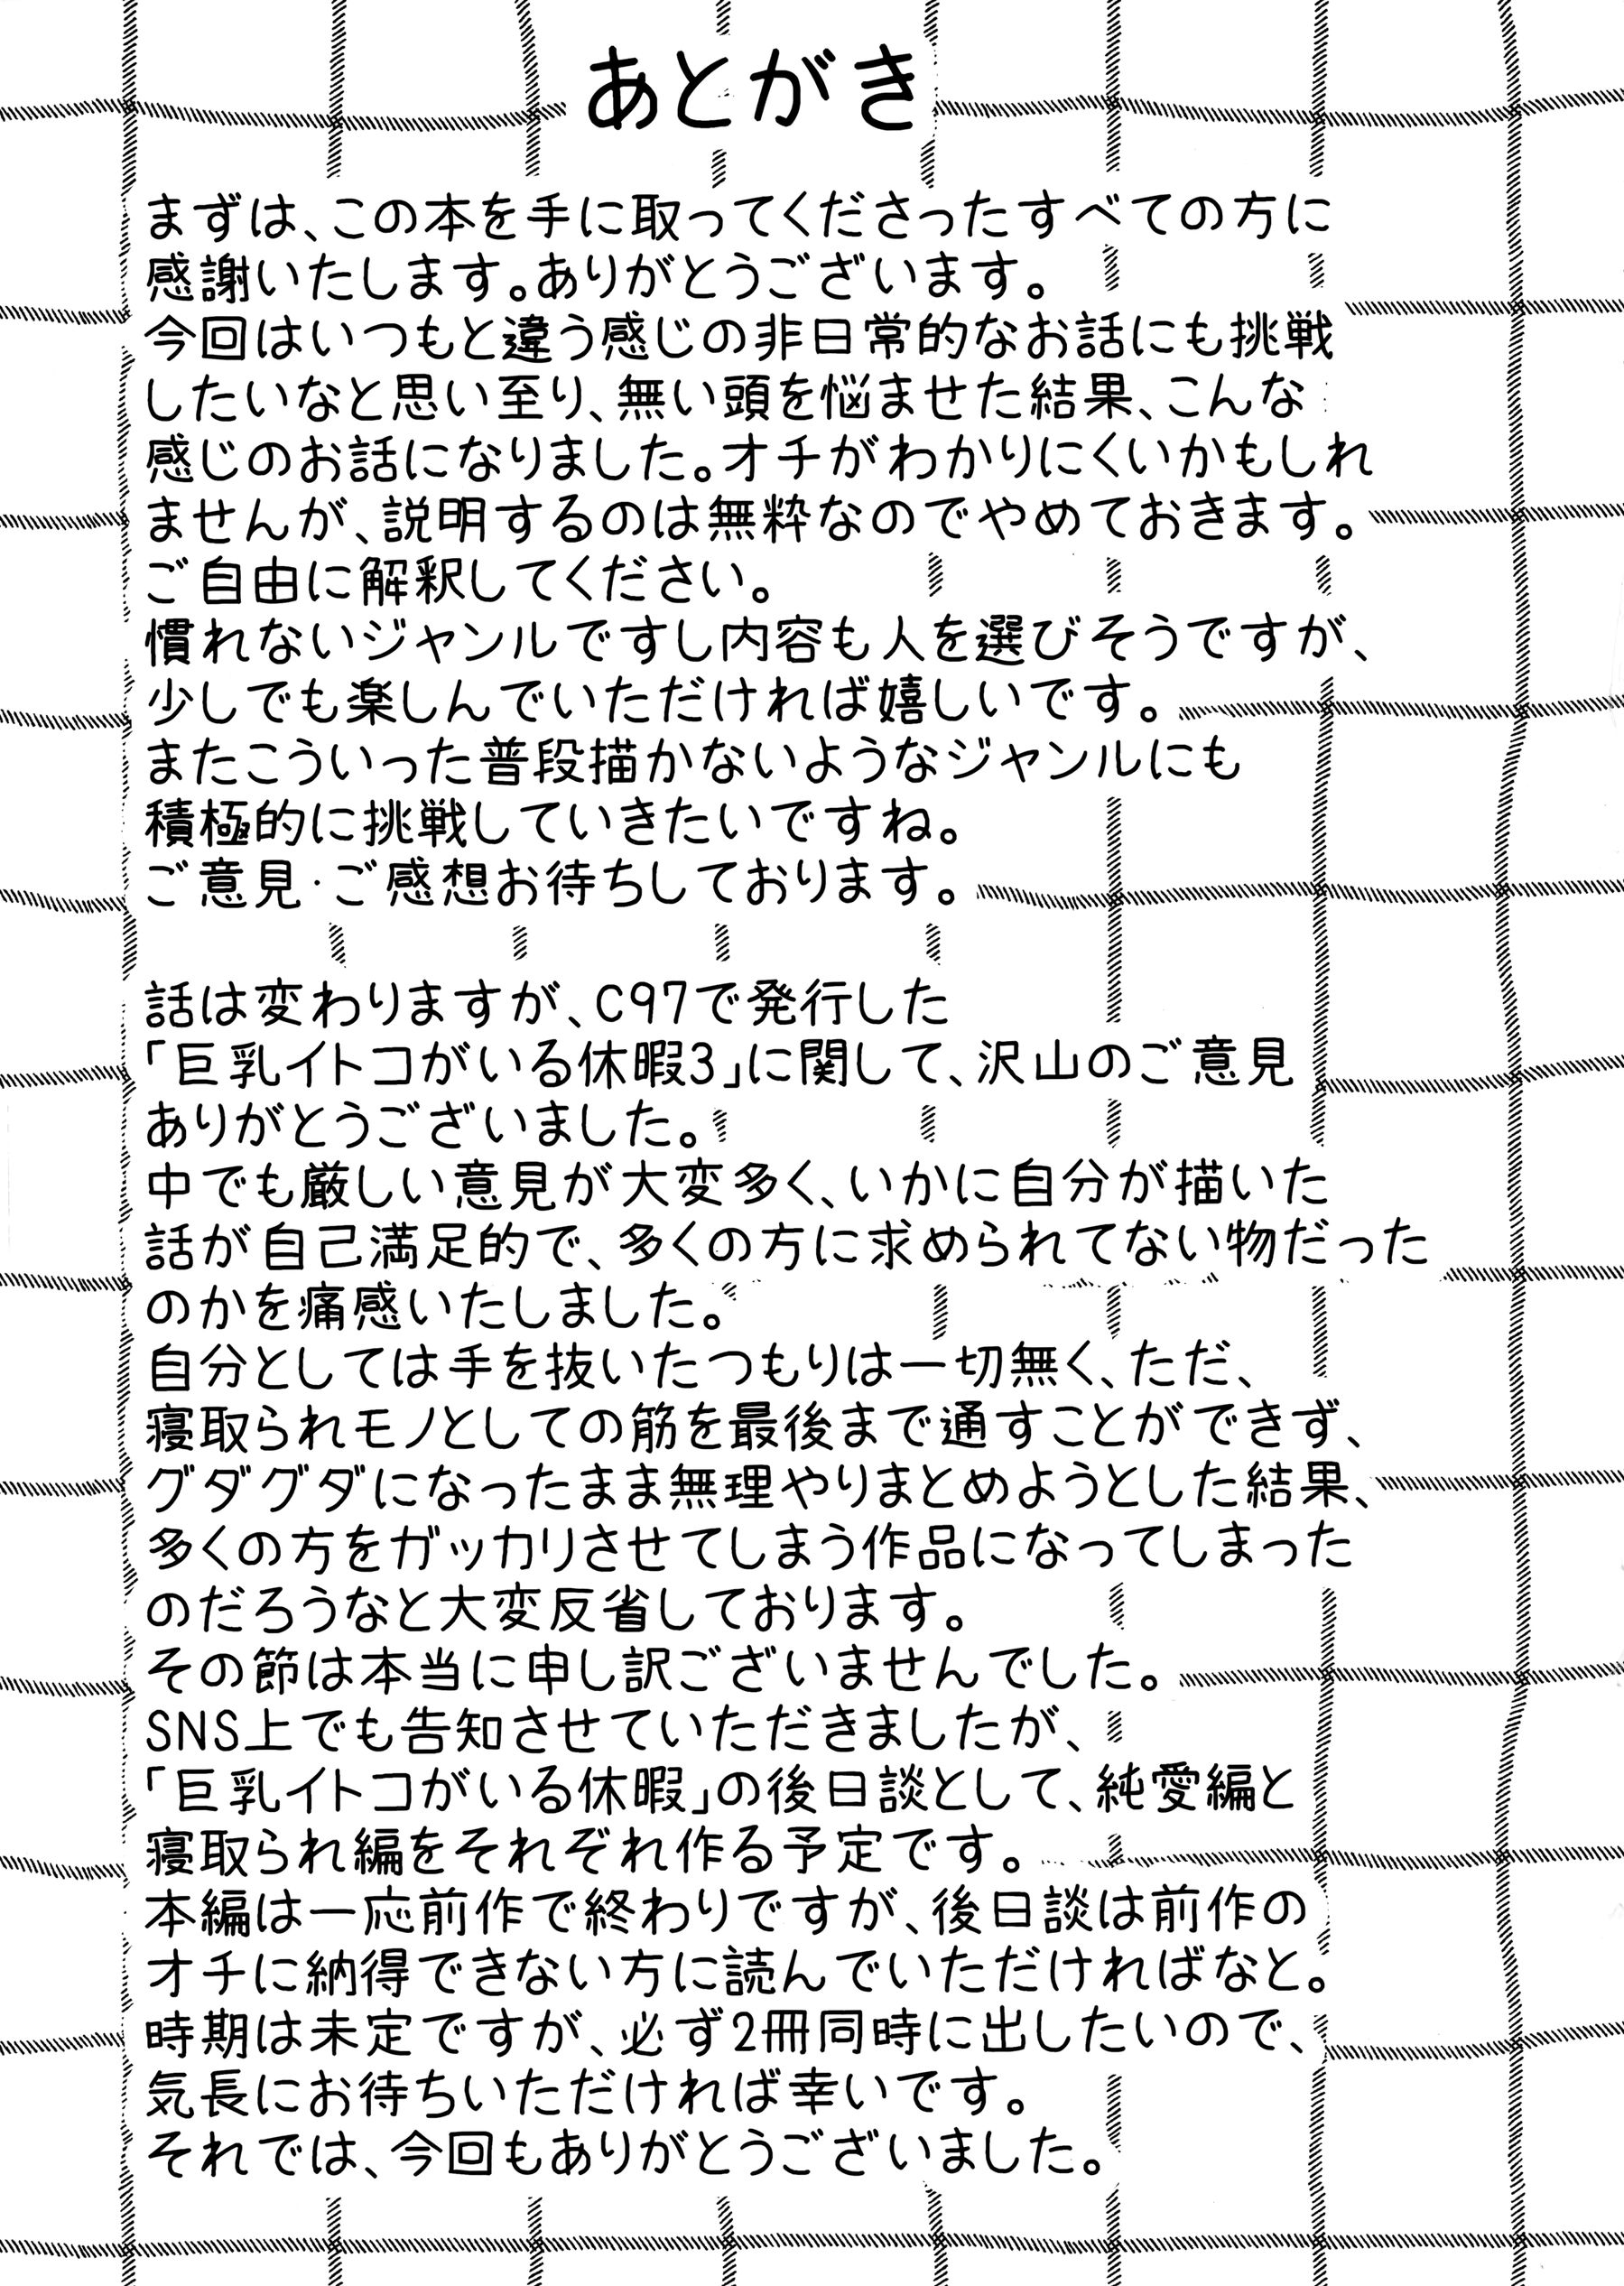 あとがき
まずは、この本を手に取ってくださったすべての方に
感謝いたします。ありがとうございます。
今回はいつもと違う感じの非日常的なお話にも挑戦
したいなと思い至り、無い頭を悩ませた結果、こんな
感じのお話になりました。オチがわかりにくいかもしれ
ませんが、説明するのは無粋なのでやめておきます。
ご自由に解釈してください。
慣れないジャンルですし内容も人を選びそうですが、
少しでも楽しんでいただければ嬉しいです。
またこういった普段描かないようなジャンルにも
積極的に挑戦していきたいですね。
ご意見・ご感想お待ちしております。
話は変わりますが、C97で発行した
「巨乳イトコがいる休暇3」に関して、沢山のご意見
ありがとうございました。
中でも厳しい意見が大変多く、いかに自分が描いた
話が自己満足的で、多くの方に求められてない物だった
のかを痛感いたしました。
自分としては手を抜いたつもりは一切無く、ただ、
寝取られモノとしての筋を最後まで通すことができず、
グダグダになったまま無理やりまとめようとした結果、
多くの方をガッカリさせてしまう作品になってしまった
のだろうなと大変反省しております。
その節は本当に申し訳ございませんでした。
SNS上でも告知させていただきましたが、
「巨乳イトコがいる休暇」の後日談として、純愛編と
寝取られ編をそれぞれ作る予定です。
本編は一応前作で終わりですが、後日談は前作の
オチに納得できない方に読んでいただければなと。
時期は未定ですが、必ず2冊同時に出したいので、
気長にお待ちいただければ幸いです。
それでは、今回もありがとうございました。